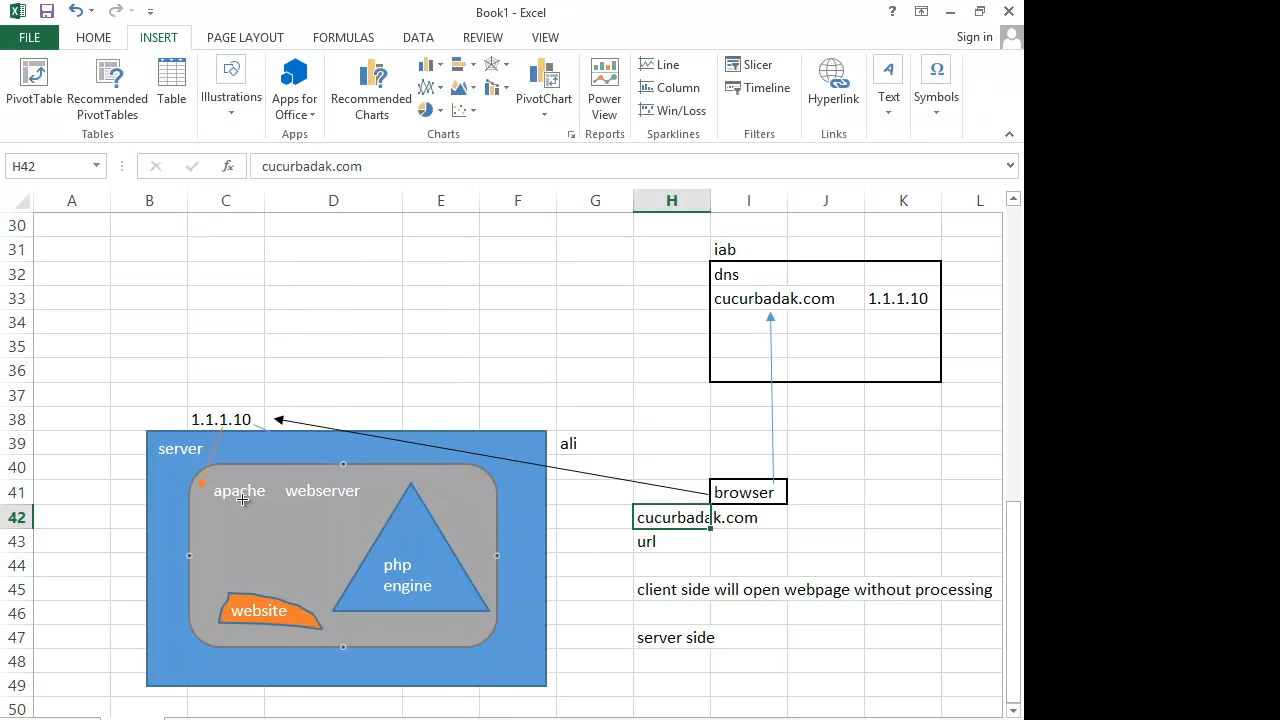 Book1 - Excel
?
FILE HOME INSERT PAGE LAYOUT FORMULAS DATA REVIEW VIEW Sign in
PivotTable Recommended PivotTables Table Illustrations Apps for Office Recommended Charts PivotChart Power View Line Column Win/Loss Slicer Timeline Hyperlink Text Symbols
Tables Apps Charts Reports Sparklines Filters Links
H42 fx cucurbadak.com
A B C D E F G H I J K L
30
31 iab
32 dns
33 cucurbadak.com 1.1.1.10
34
35
36
37
38 1.1.1.10
39 server ali
40
41 apache webserver browser
42 cucurbadak.com
43 url
44 php
45 engine client side will open webpage without processing
46 website
47 server side
48
49
50